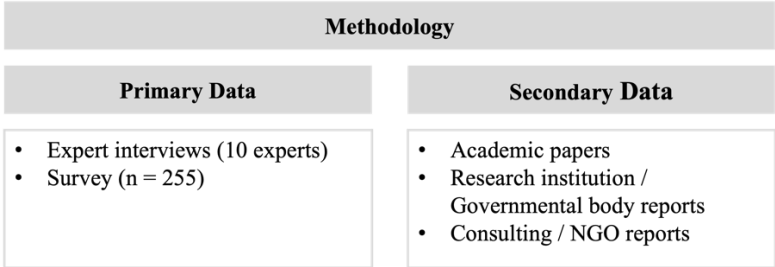 Methodology
Primary Data
Secondary Data
• Expert interviews (10 experts)
• Survey (n = 255)
• Academic papers
• Research institution /
Governmental body reports
• Consulting / NGO reports